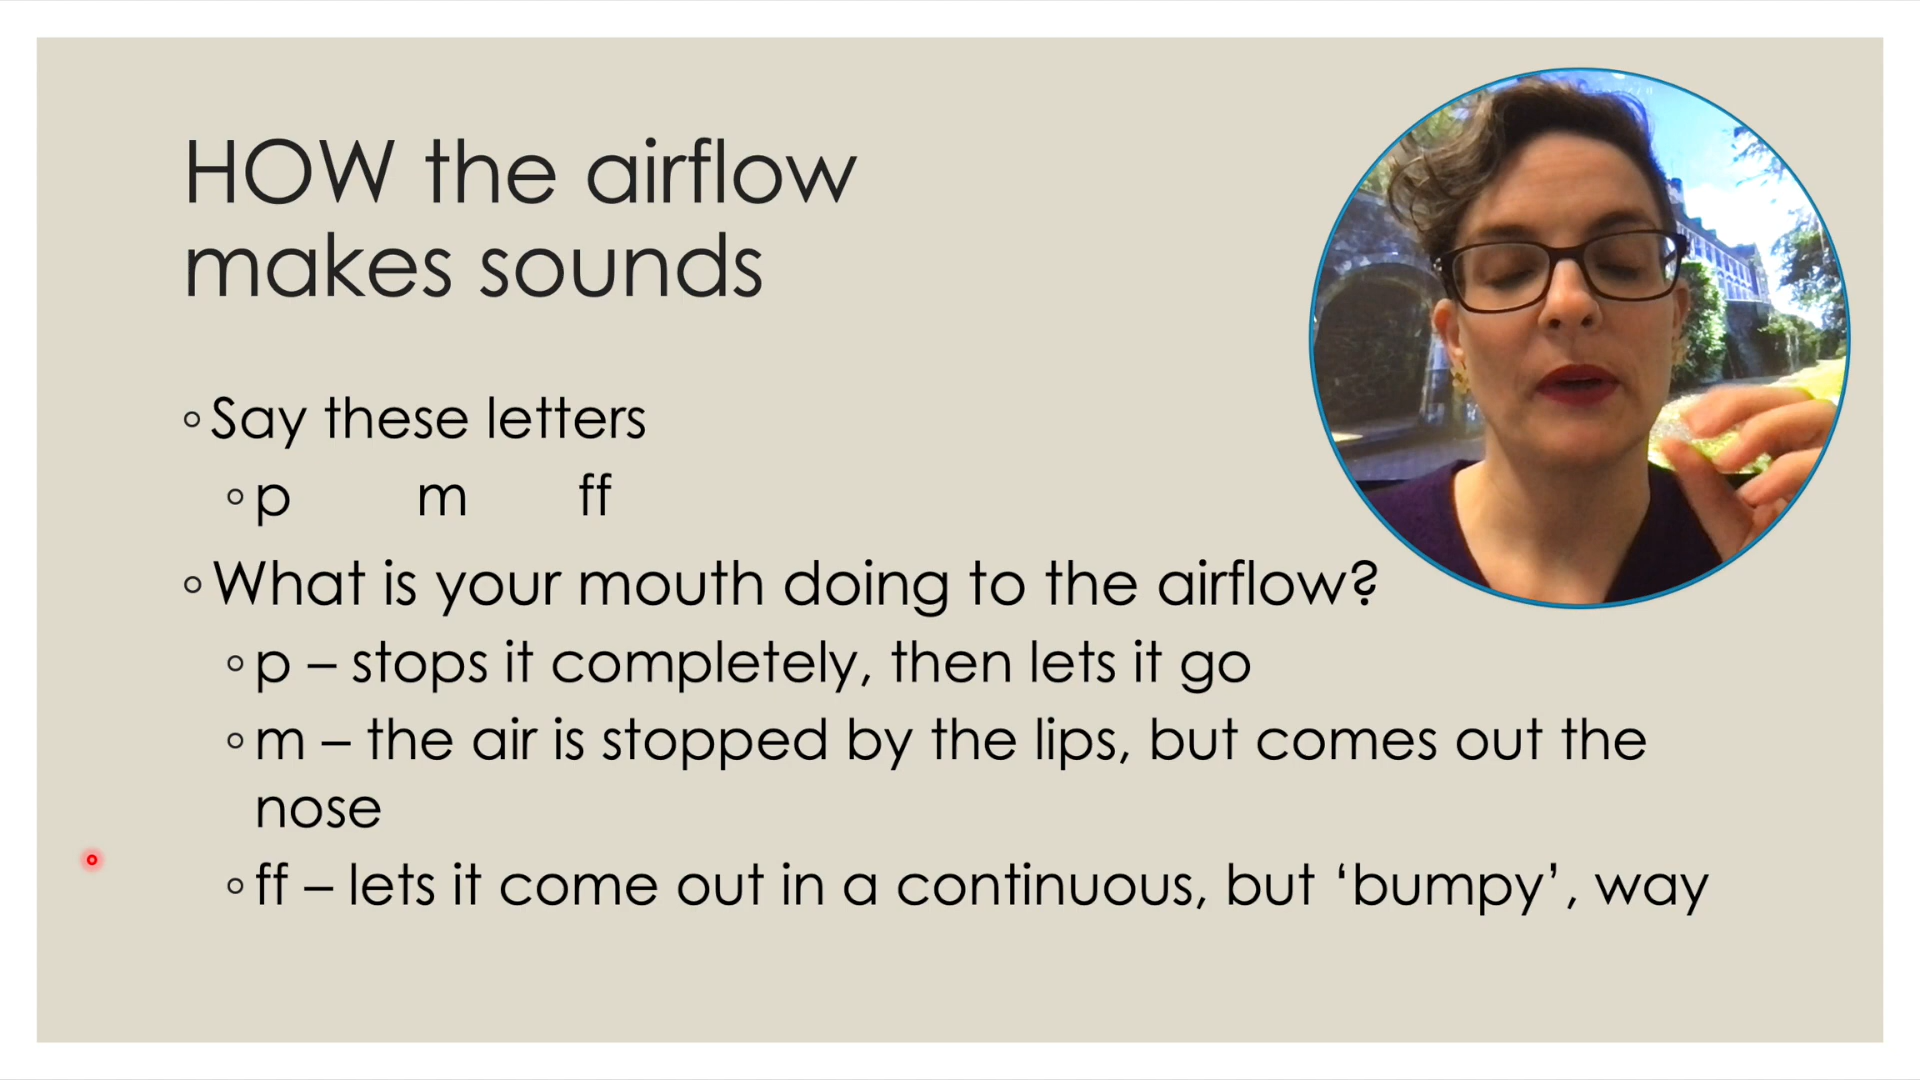 HOW the airflow
makes sounds
◦Say these letters
◦p m ff
◦What is your mouth doing to the airflow?
◦p – stops it completely, then lets it go
◦m – the air is stopped by the lips, but comes out the
nose
◦ff – lets it come out in a continuous, but ‘bumpy’, way